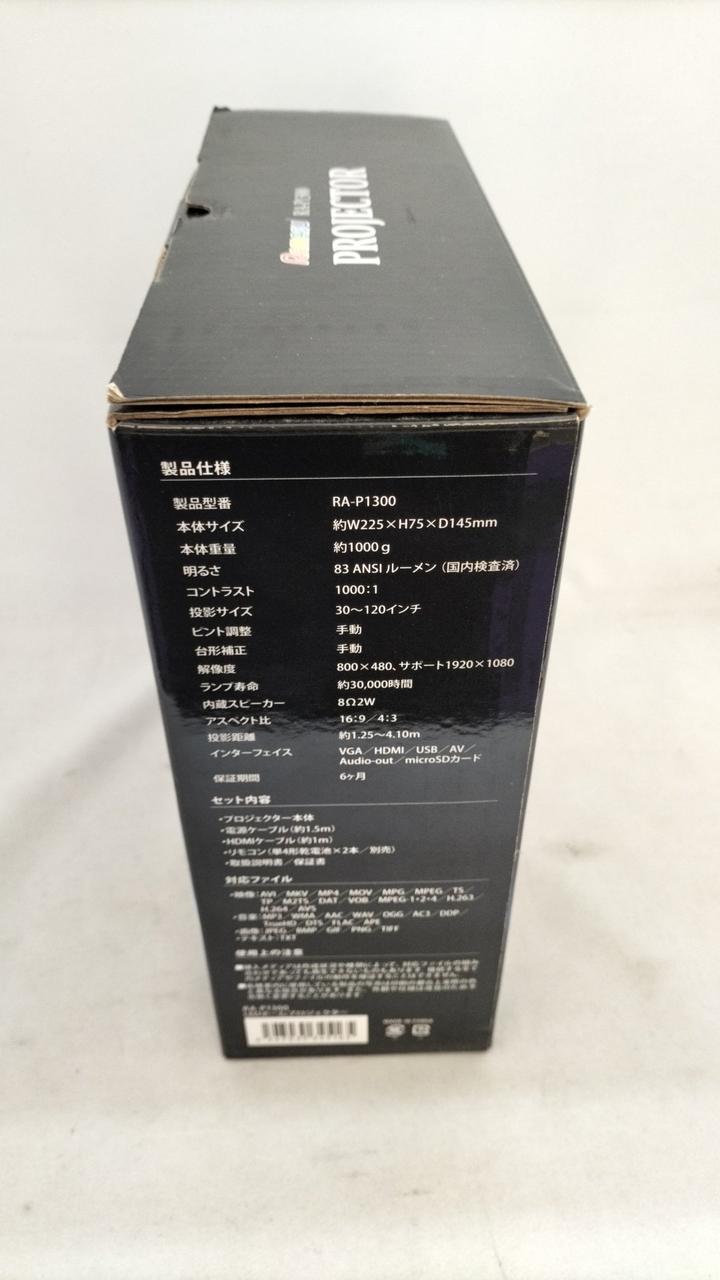 RA-P1300
PROJECTOR
製品仕様
製品型番 RA-P1300
本体サイズ 約W225×H75×D145mm
本体重量 約1000g
明るさ 83 ANSI ルーメン（国内検査済）
コントラスト 1000：1
投影サイズ 30〜120インチ
ピント調整 手動
台形補正 手動
解像度 800×480、サポート1920×1080
ランプ寿命 約30,000時間
内蔵スピーカー 8Ω2W
アスペクト比 16：9／4：3
投影距離 約1.25〜4.10m
インターフェイス VGA／HDMI／USB／AV／
Audio-out／microSDカード
保証期間 6ヶ月
セット内容
・プロジェクター本体
・電源ケーブル（約1.5m）
・HDMIケーブル（約1m）
・リモコン（単4形乾電池×2本／別売）
・取扱説明書／保証書
対応ファイル
・映像：AVI／MKV／MP4／MOV／MPG／MPEG／TS／
TP／M2TS／DAT／VOB／MPEG-1・2・4／H.263／
H.264／AVS
・音楽：MP3／WMA／AAC／WAV／OGG／AC3／DDP／
TrueHD／DTS／FLAC／APE
・画像：JPEG／BMP／GIF／PNG／TIFF
・テキスト：TXT
使用上の注意
RA-P1300
MADE IN CHINA